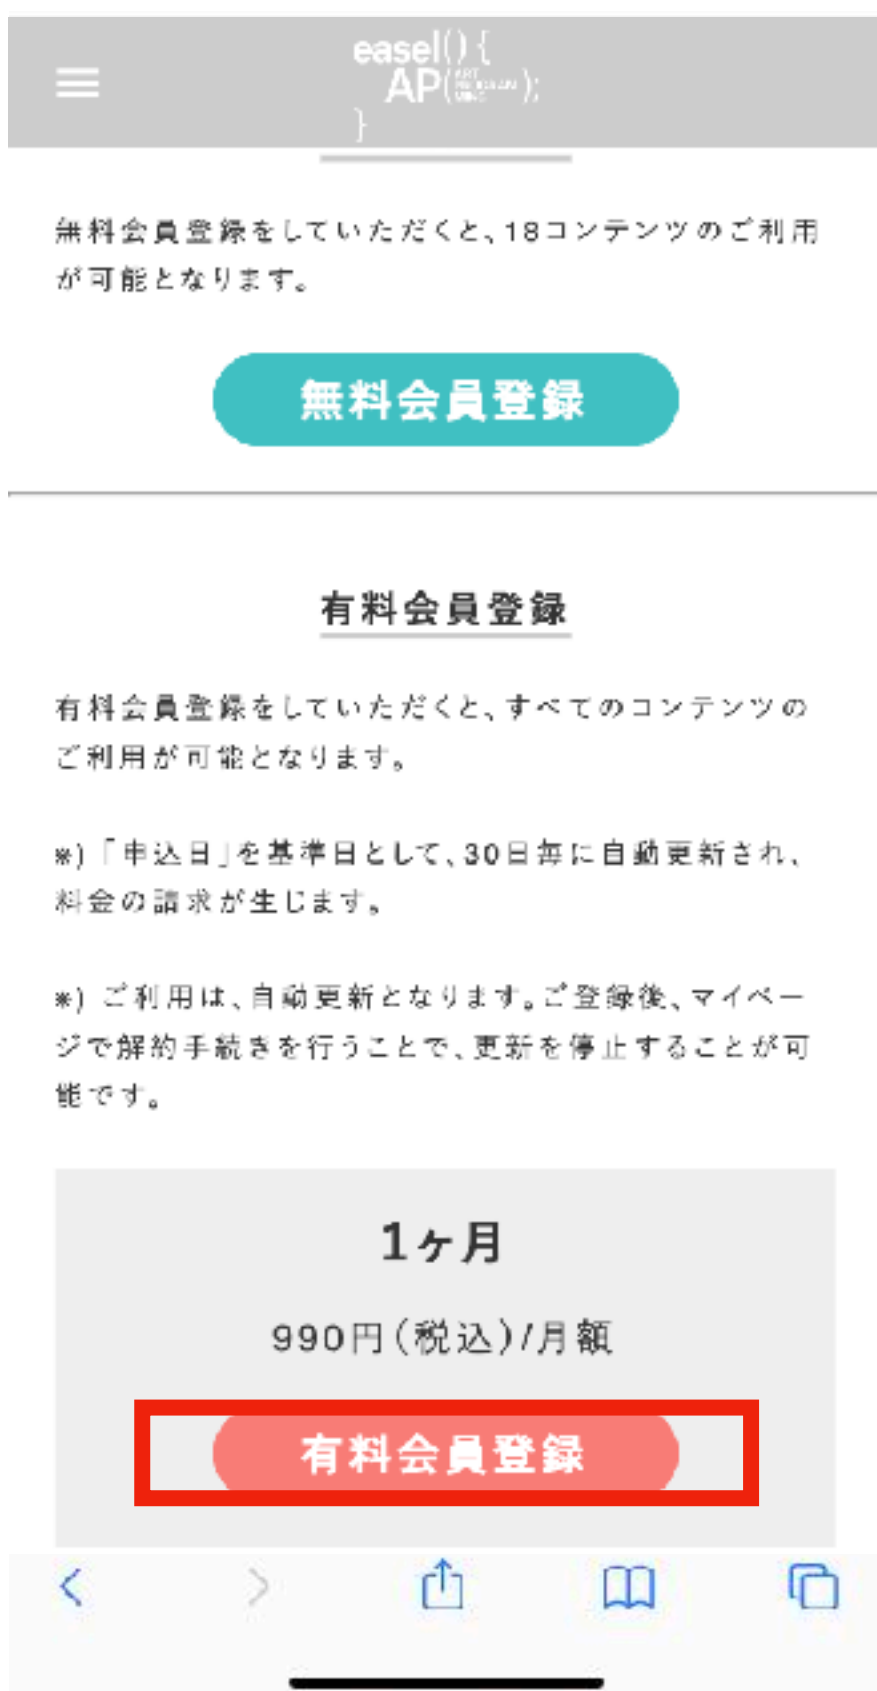 easel() {
AP(ART PROGRAM MING);
}
無料会員登録をしていただくと、18コンテンツのご利用
が可能となります。
無料会員登録
有料会員登録
有料会員登録をしていただくと、すべてのコンテンツの
ご利用が可能となります。
※)「申込日」を基準日として、30日毎に自動更新され、
料金の請求が生じます。
※) ご利用は、自動更新となります。ご登録後、マイペー
ジで解約手続きを行うことで、更新を停止することが可
能です。
1ヶ月
990円(税込)/月額
有料会員登録